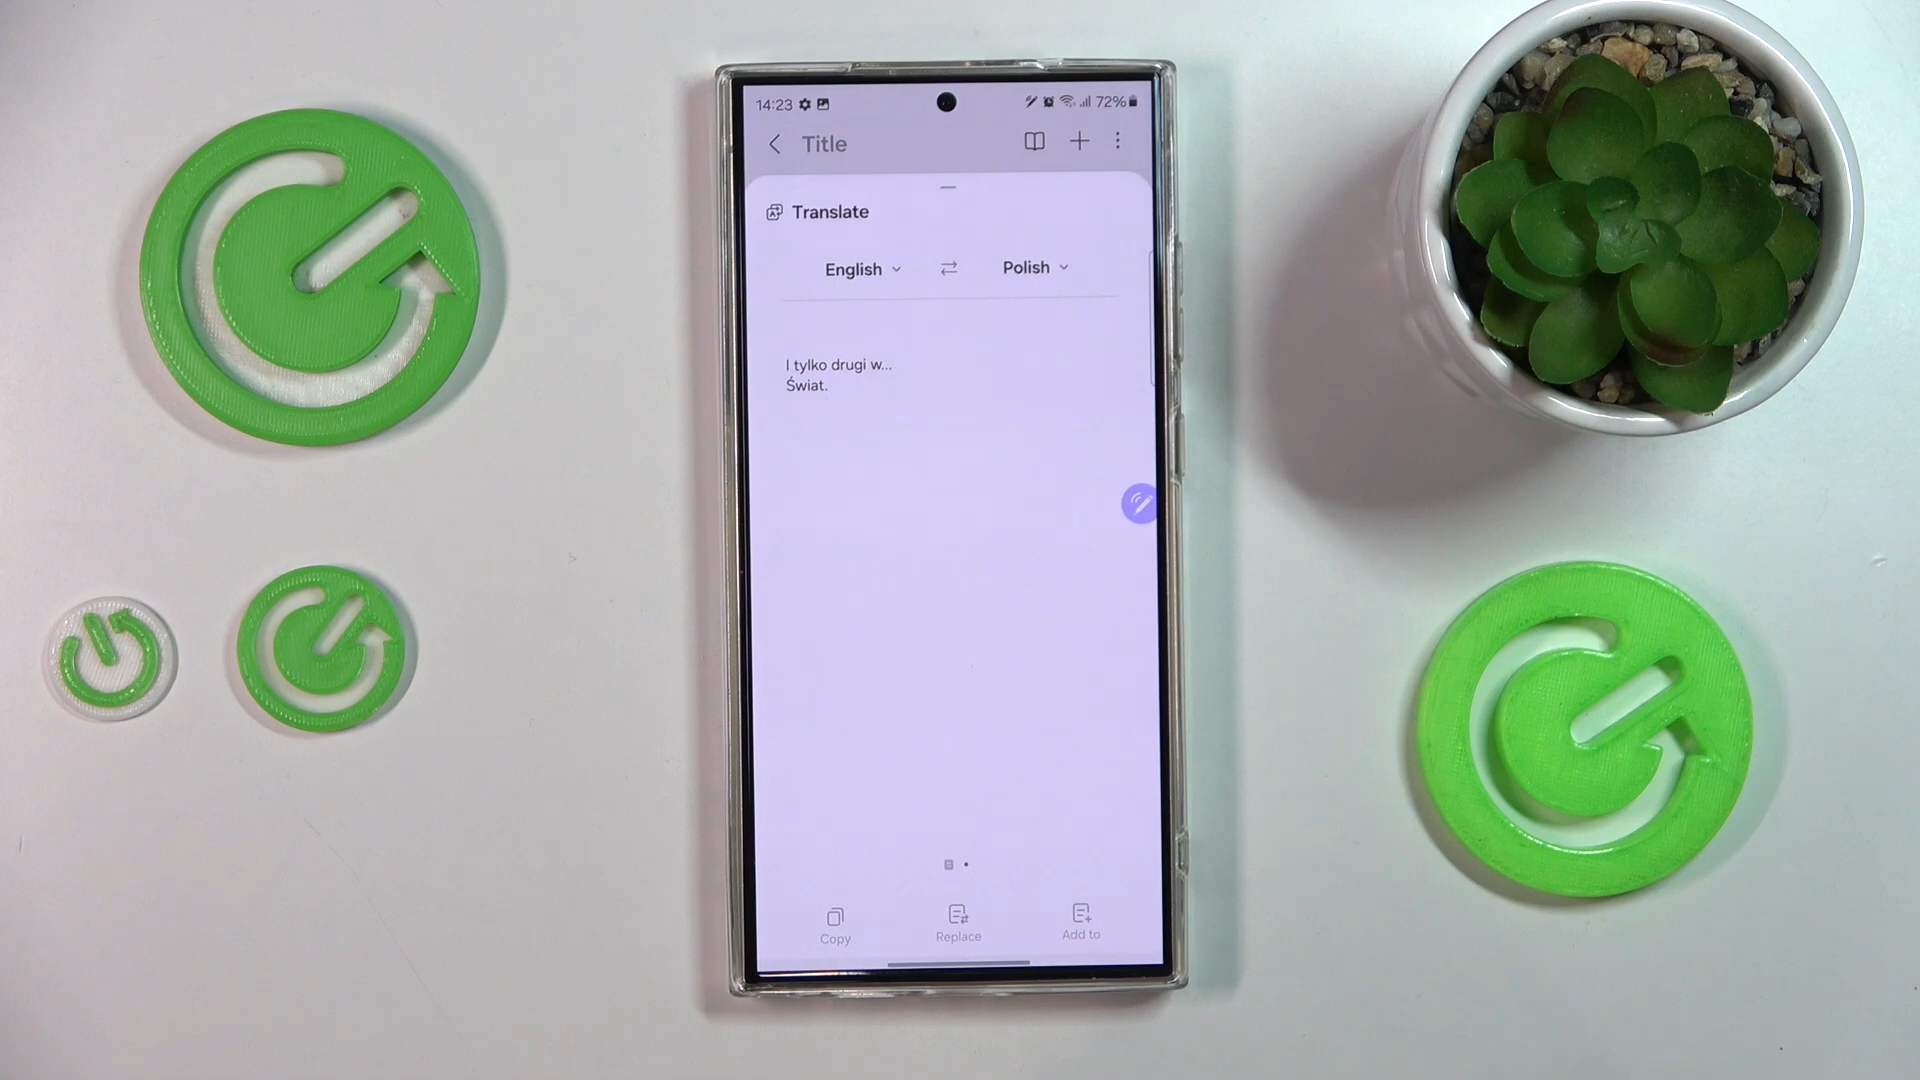 14:23
72%
Title
Translate
English
Polish
I tylko drugi w...
Świat.
Copy
Replace
Add to